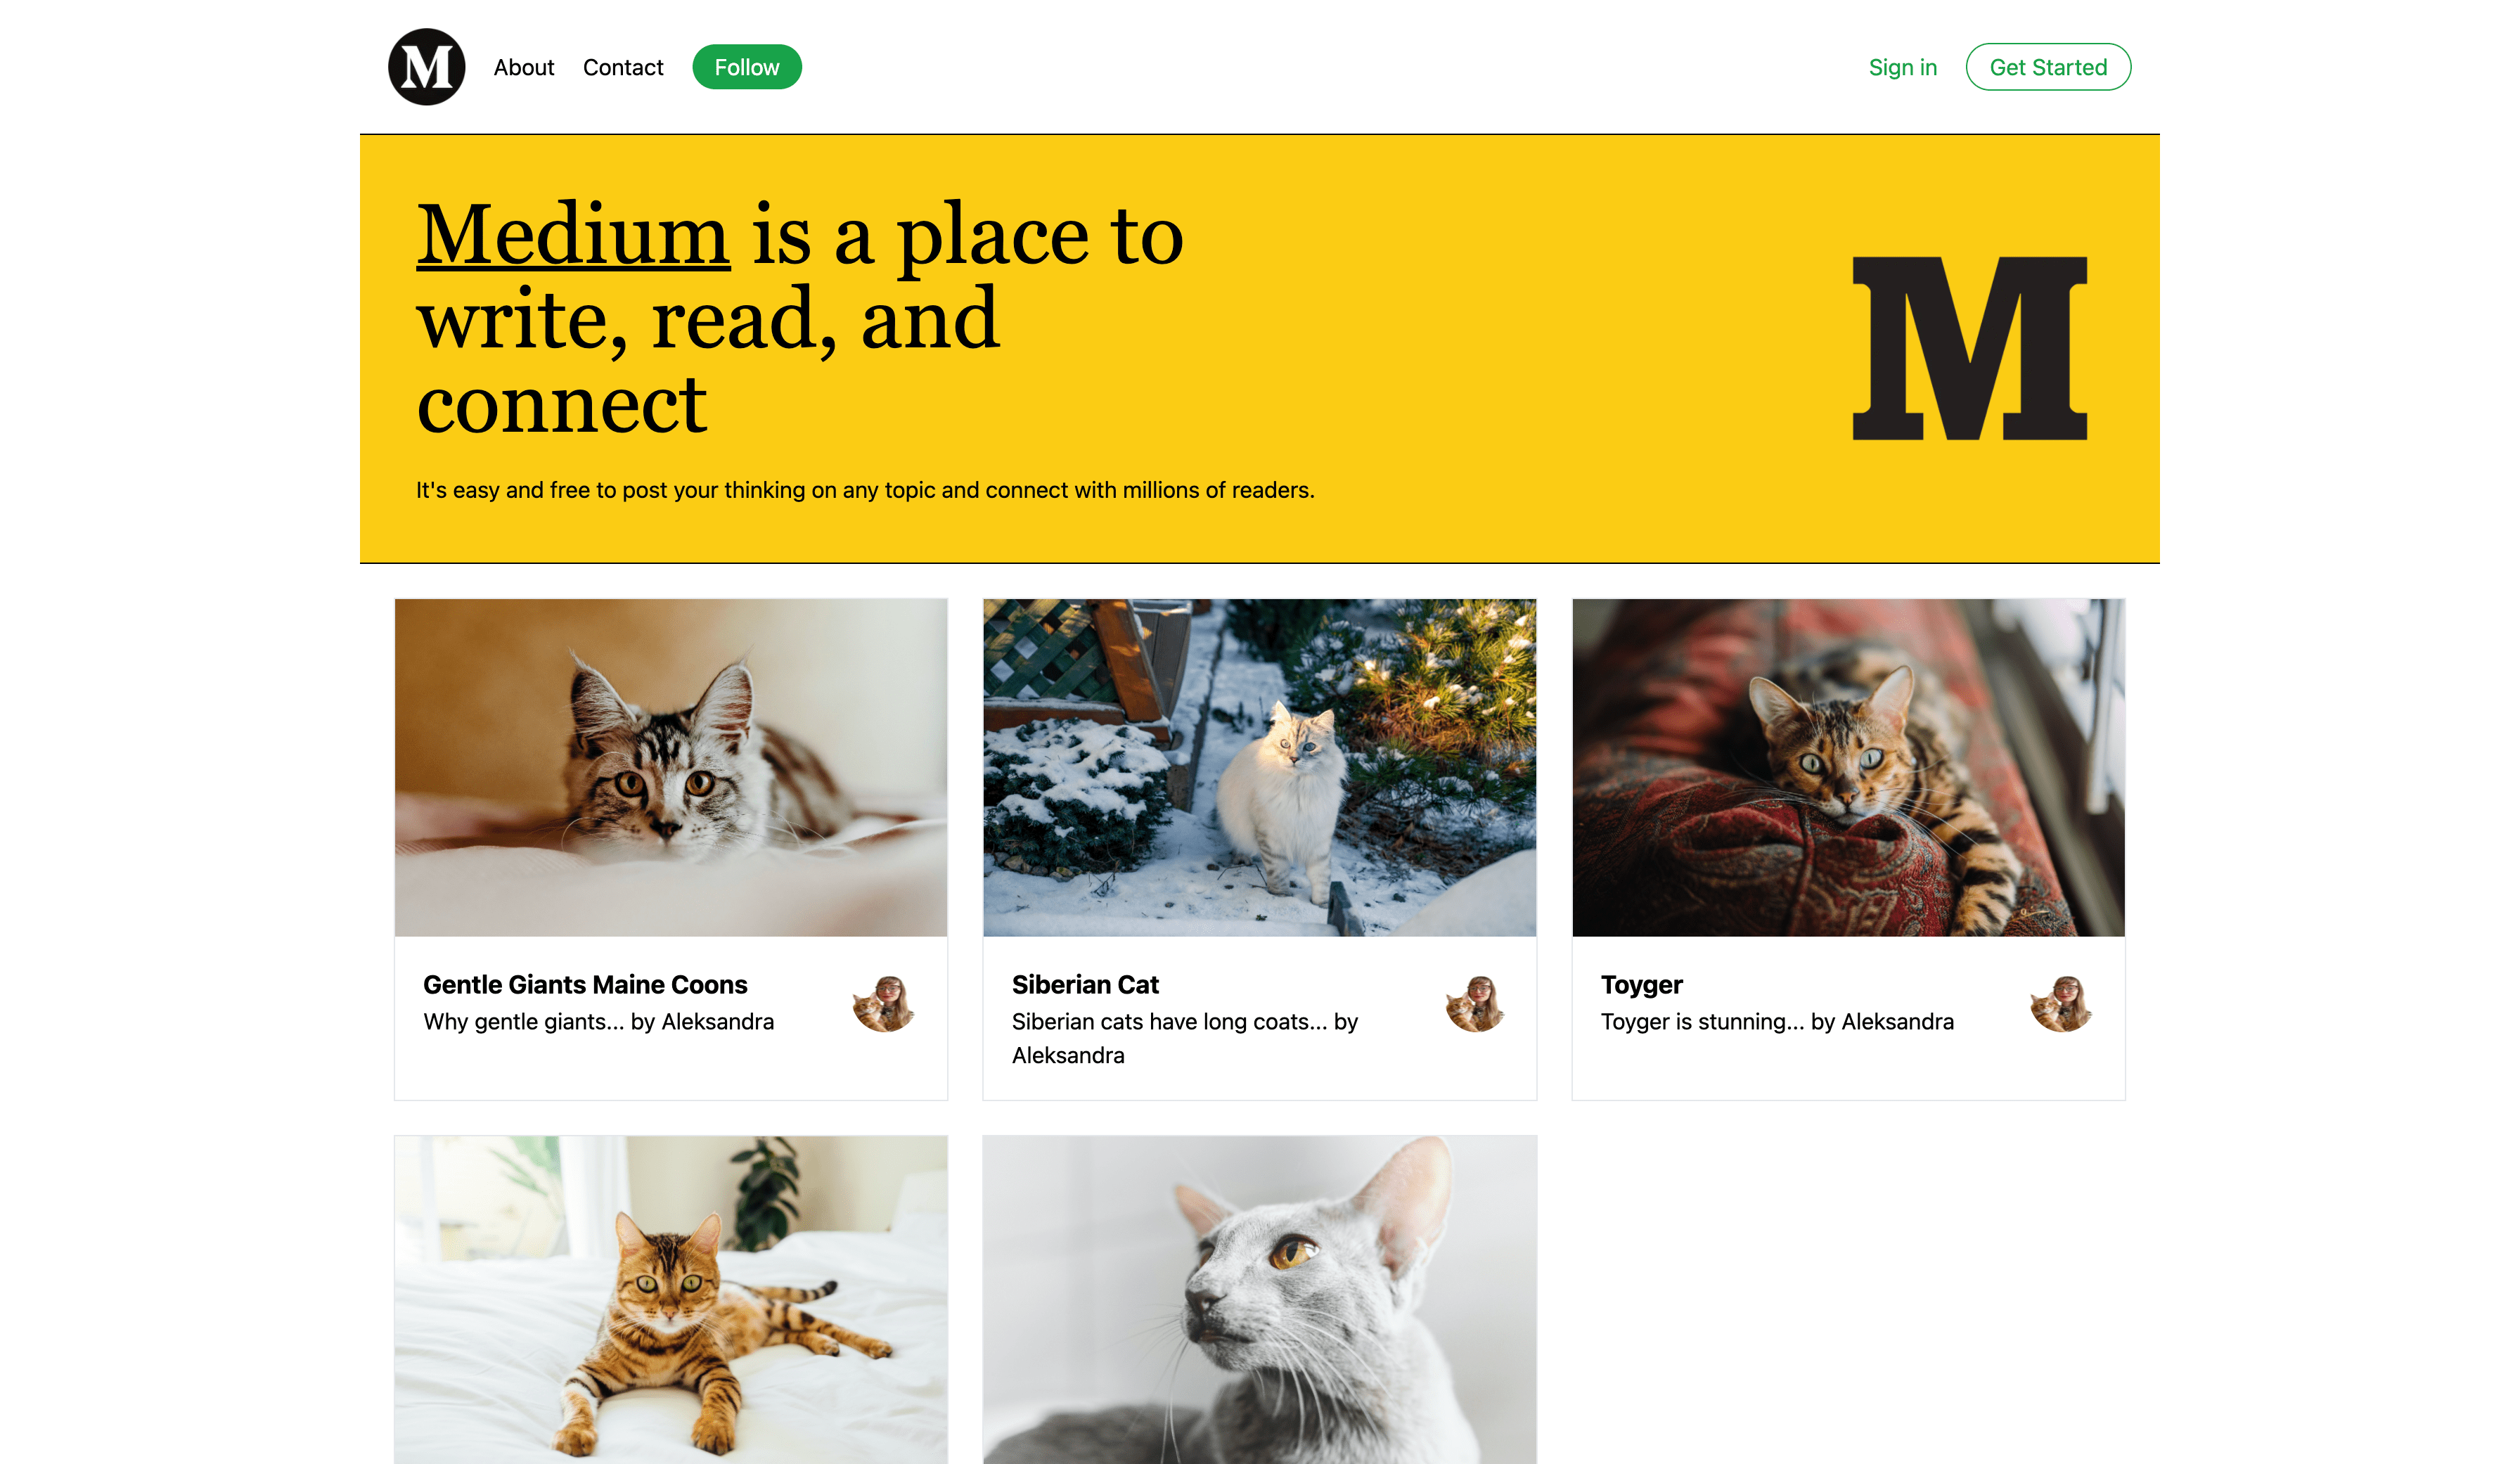 M About Contact Follow Sign in Get Started
Medium is a place to
write, read, and
connect
M
It's easy and free to post your thinking on any topic and connect with millions of readers.
Gentle Giants Maine Coons
Why gentle giants... by Aleksandra
Siberian Cat
Siberian cats have long coats... by
Aleksandra
Toyger
Toyger is stunning... by Aleksandra